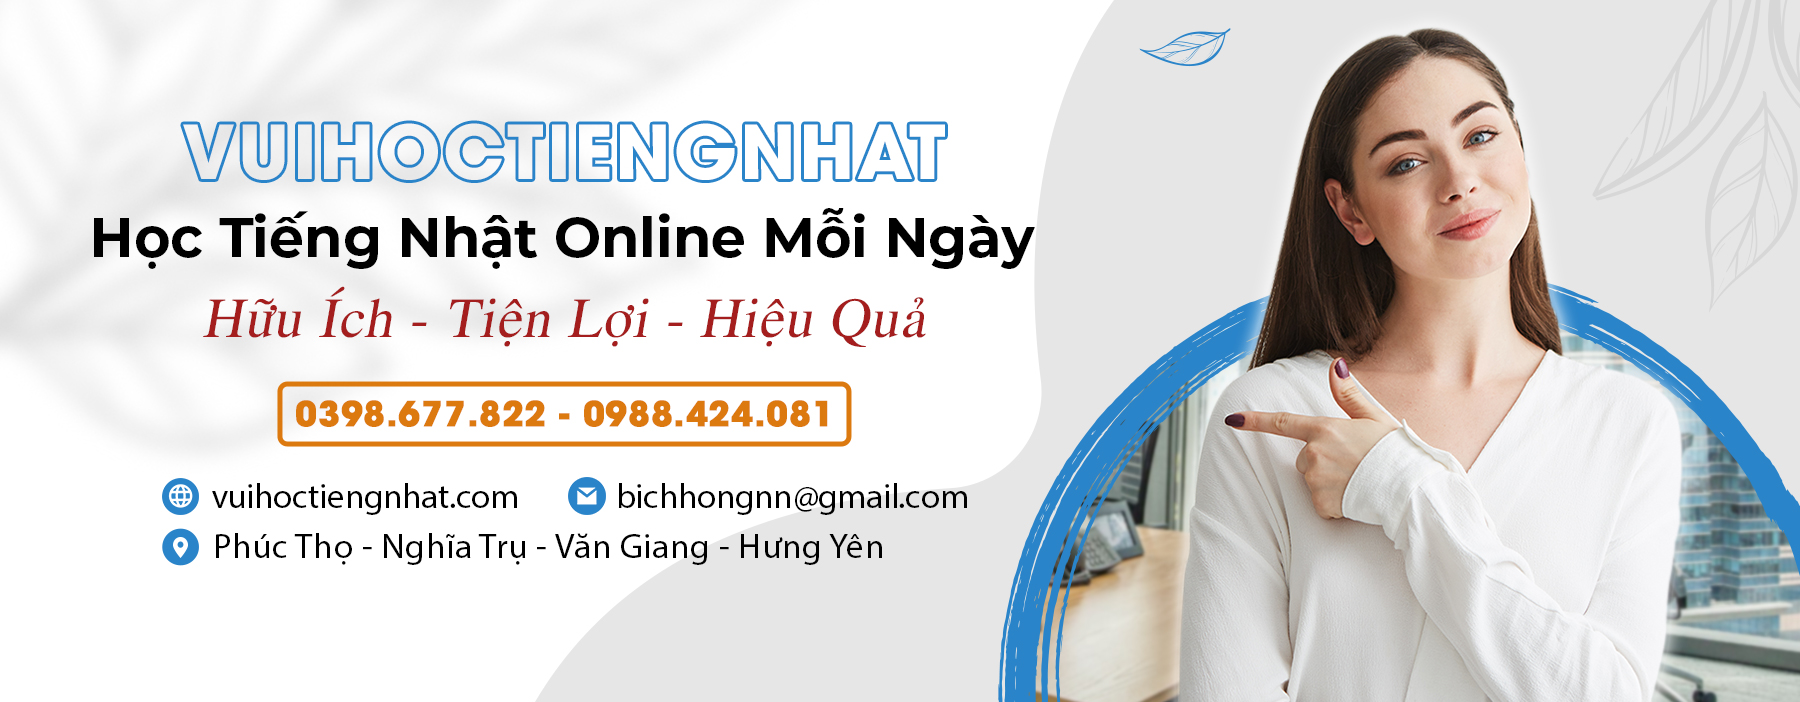 VUIHOCTIENGNHAT
Học Tiếng Nhật Online Mỗi Ngày
Hữu Ích - Tiện Lợi - Hiệu Quả
0398.677.822 - 0988.424.081
vuihoctiengnhat.com bichhongnn@gmail.com
Phúc Thọ - Nghĩa Trụ - Văn Giang - Hưng Yên